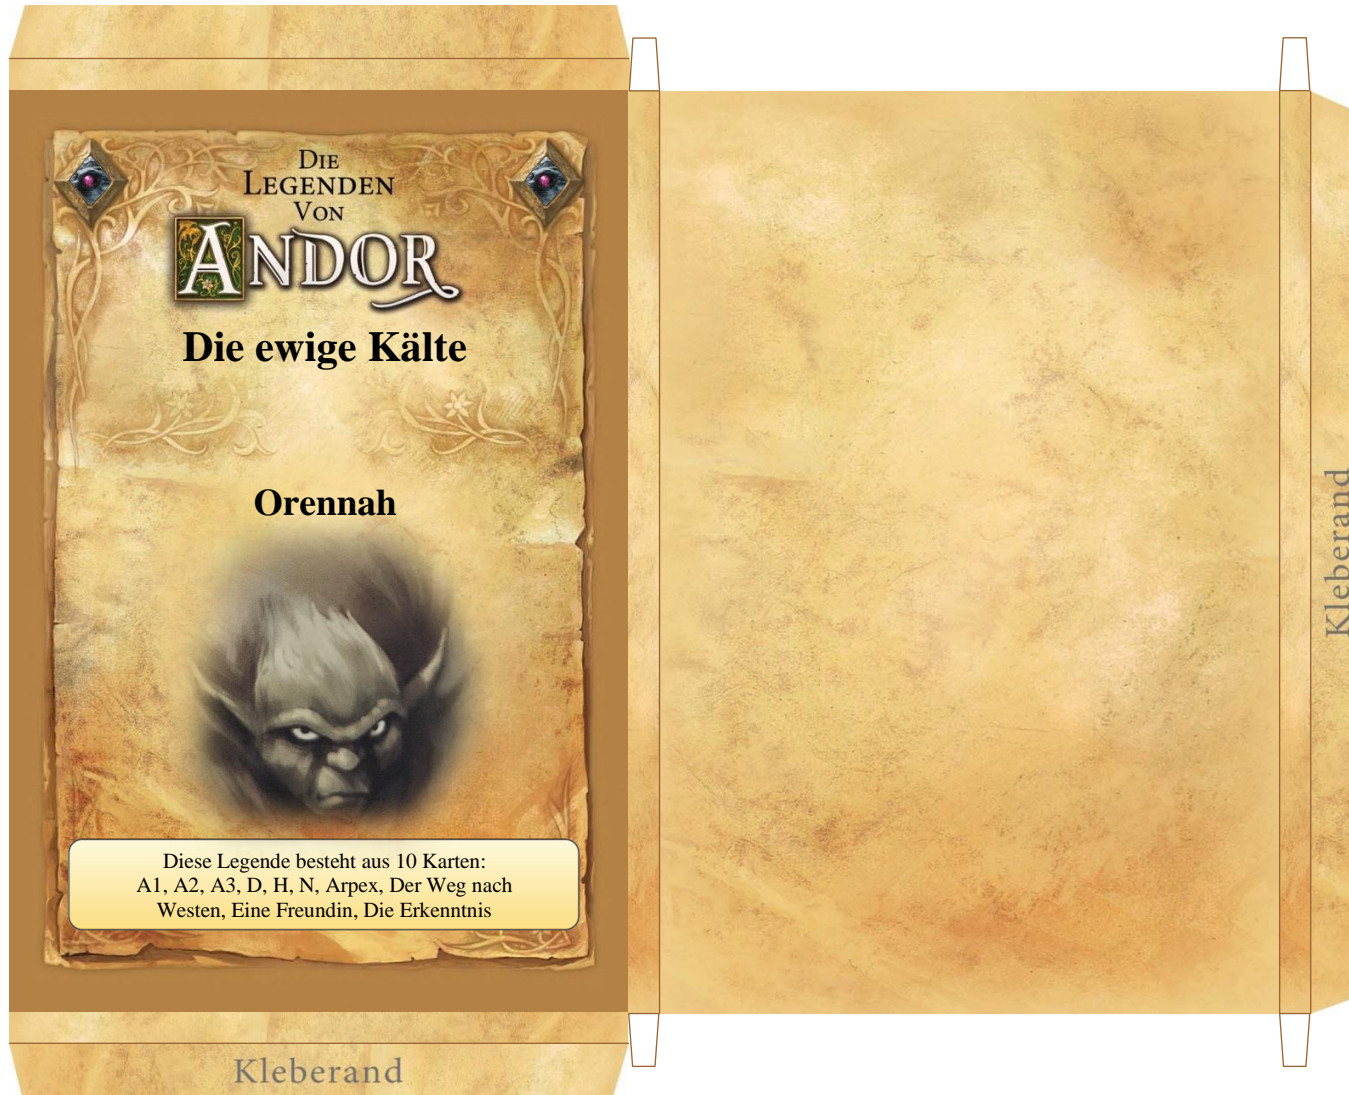 DIE
LEGENDEN
VON
ANDOR
Die ewige Kälte
Orennah
Diese Legende besteht aus 10 Karten:
A1, A2, A3, D, H, N, Arpex, Der Weg nach
Westen, Eine Freundin, Die Erkenntnis
Kleberand
Kleberand